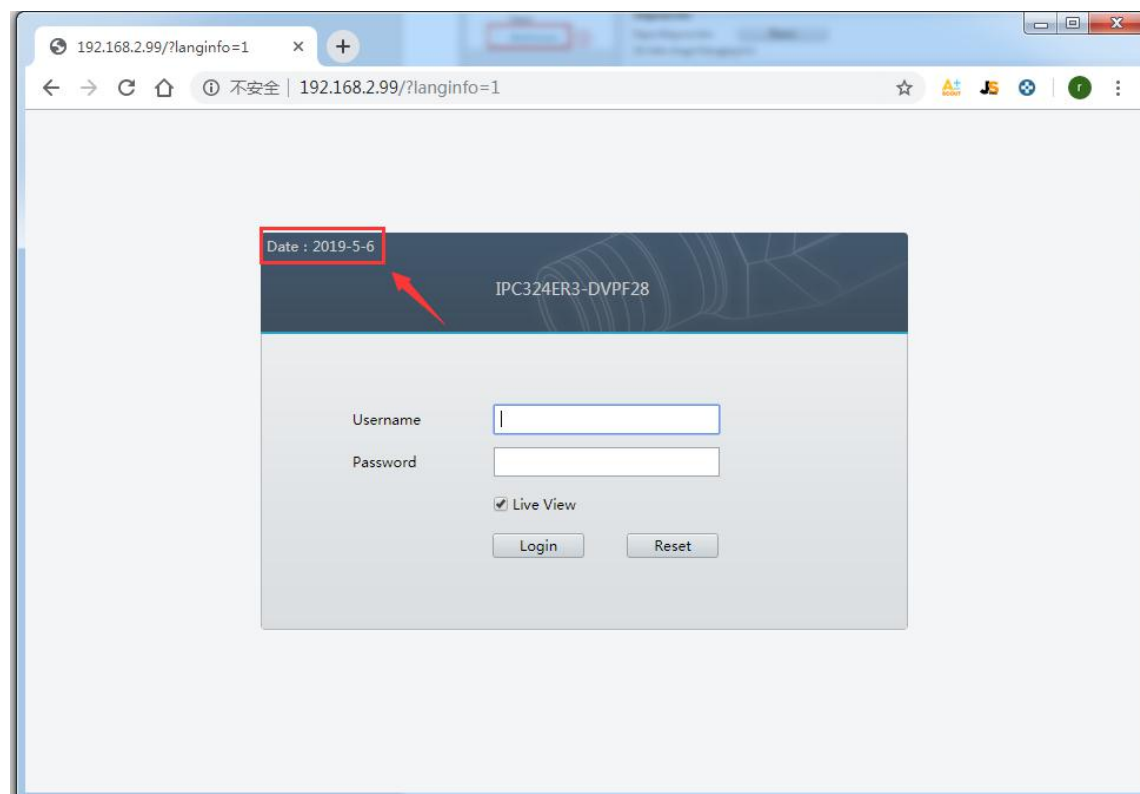 192.168.2.99/?langinfo=1
不安全 | 192.168.2.99/?langinfo=1
Date : 2019-5-6
IPC324ER3-DVPF28
Username
Password
Live View
Login Reset